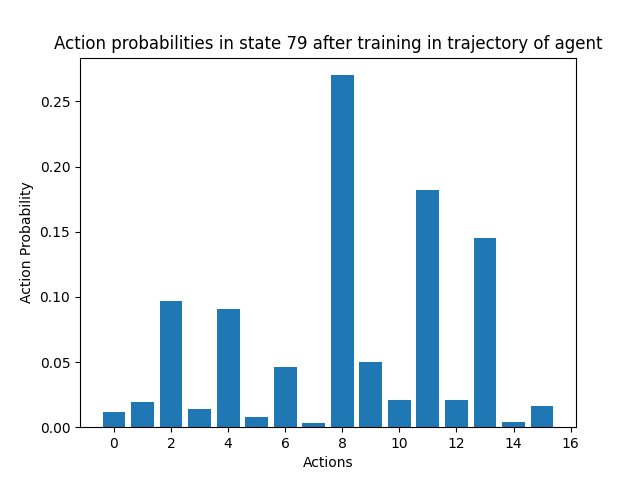 Action probabilities in state 79 after training in trajectory of agent
0.25
0.20
0.15
0.10
0.05
0.00
Action Probability
0 2 4 6 8 10 12 14 16
Actions